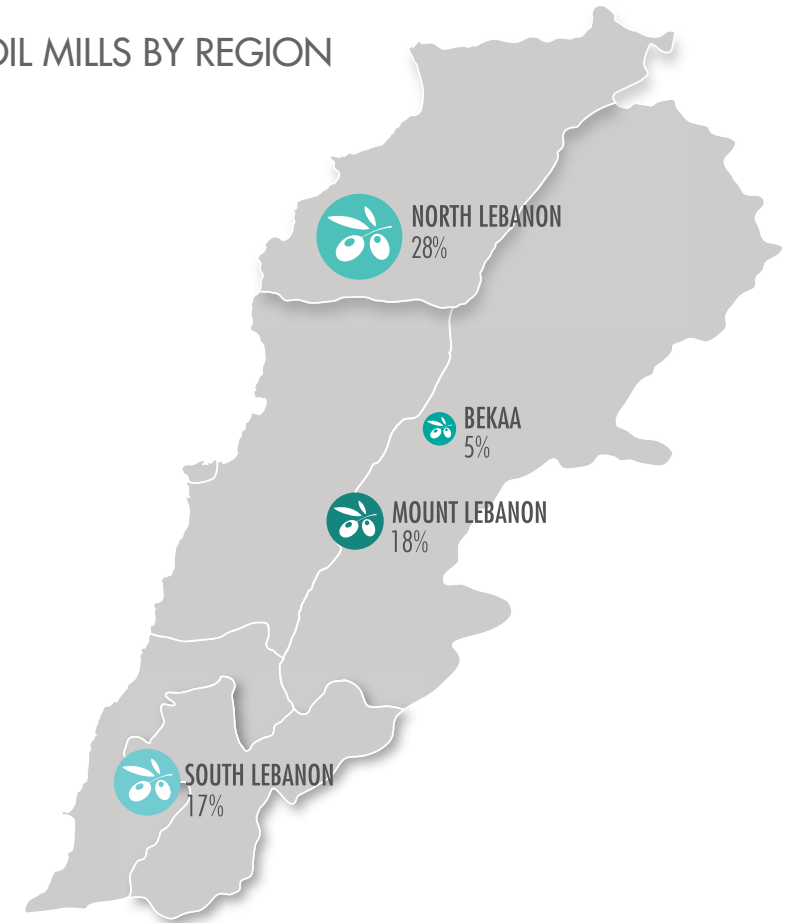 OIL MILLS BY REGION
NORTH LEBANON
28%
BEKAA
5%
MOUNT LEBANON
18%
SOUTH LEBANON
17%